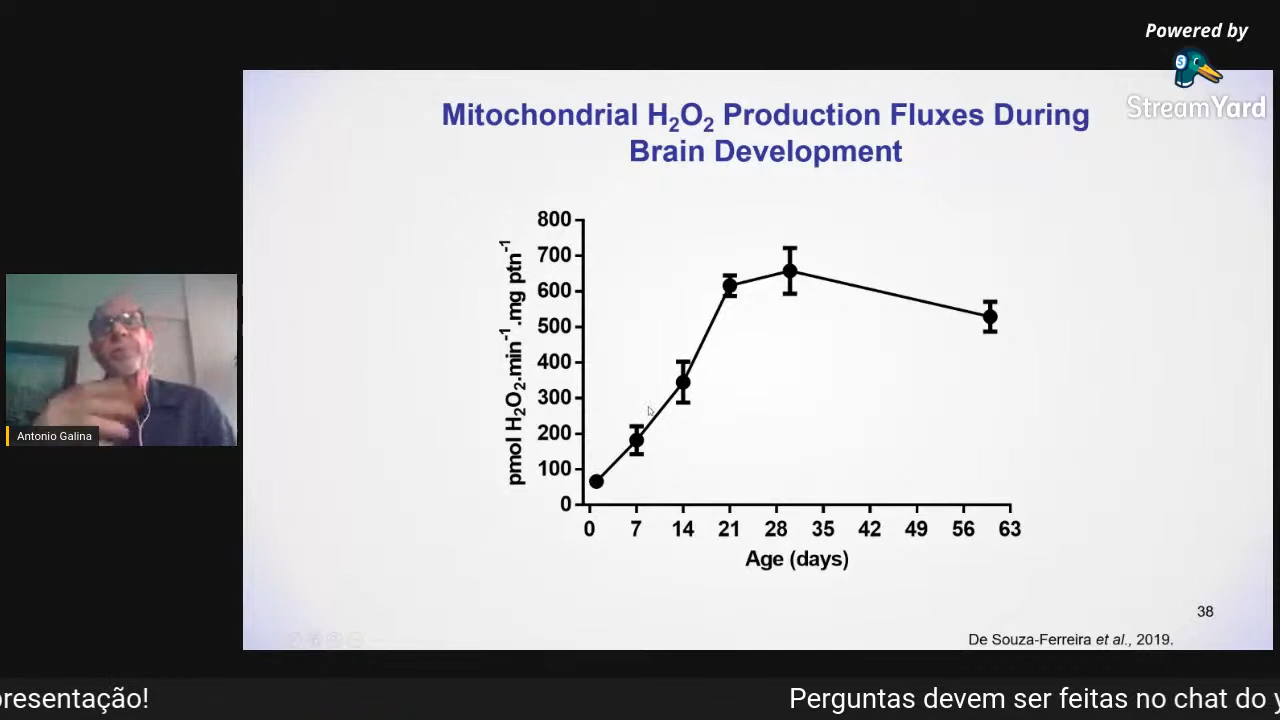 Powered by
StreamYard
Mitochondrial H₂O₂ Production Fluxes During
Brain Development
pmol H₂O₂.min⁻¹.mg ptn⁻¹
800
700
600
500
400
300
200
100
0
0 7 14 21 28 35 42 49 56 63
Age (days)
Antonio Galina
38
De Souza-Ferreira et al., 2019.
presentação! Perguntas devem ser feitas no chat do y